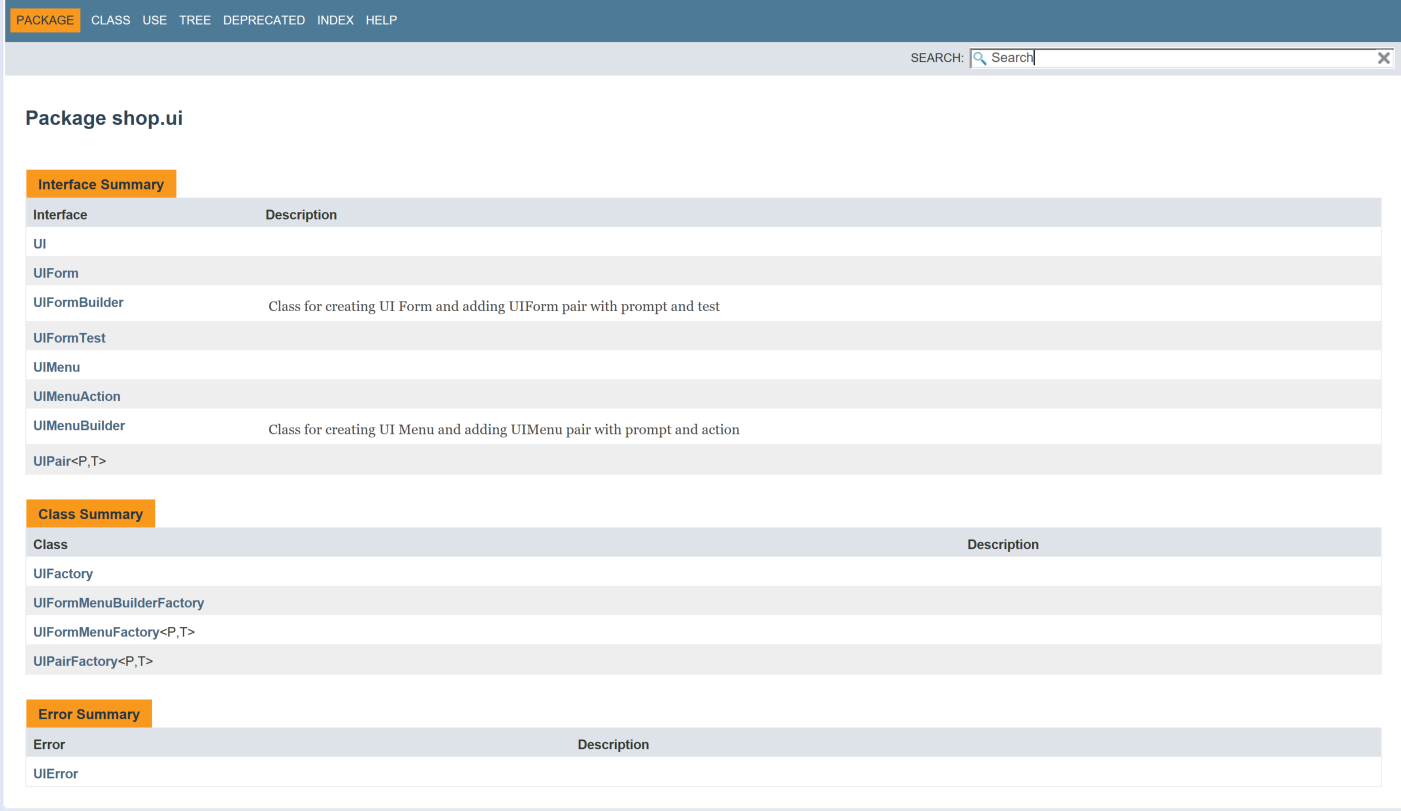 PACKAGE CLASS USE TREE DEPRECATED INDEX HELP
SEARCH: Search
Package shop.ui
Interface Summary
Interface Description
UI
UIForm
UIFormBuilder Class for creating UI Form and adding UIForm pair with prompt and test
UIFormTest
UIMenu
UIMenuAction
UIMenuBuilder Class for creating UI Menu and adding UIMenu pair with prompt and action
UIPair<P,T>
Class Summary
Class Description
UIFactory
UIFormMenuBuilderFactory
UIFormMenuFactory<P,T>
UIPairFactory<P,T>
Error Summary
Error Description
UIError